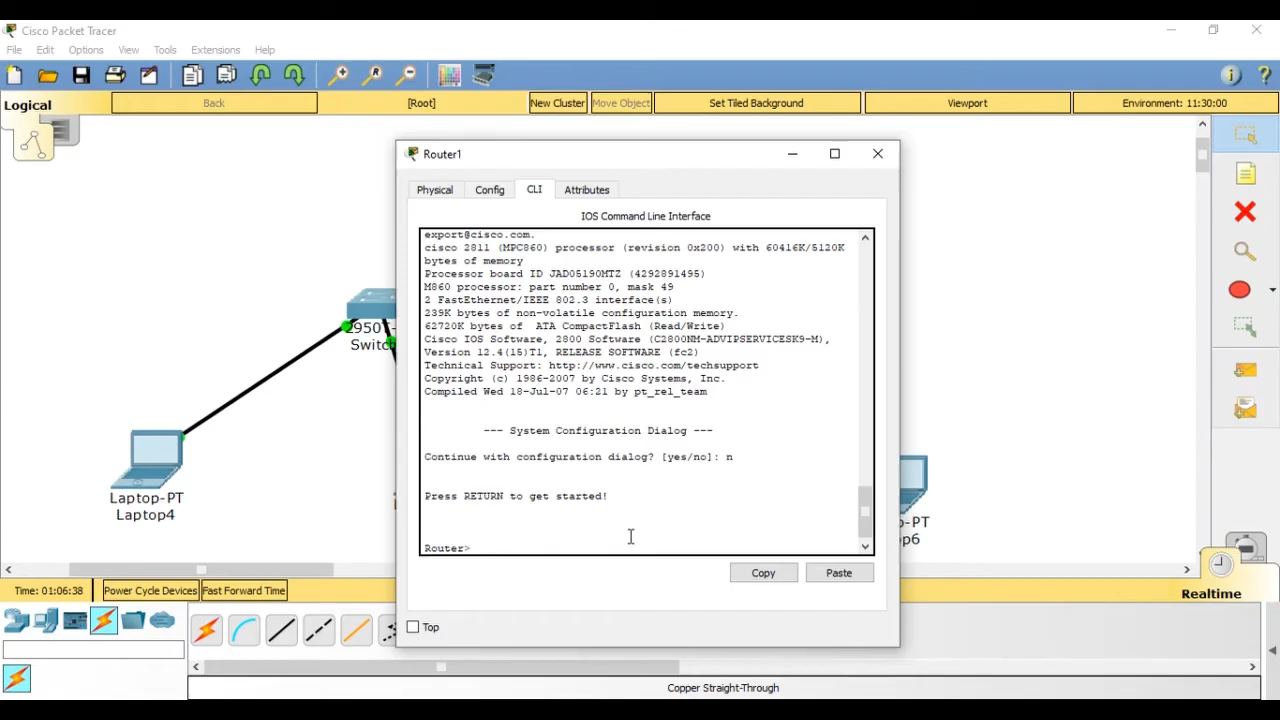 Cisco Packet Tracer
File Edit Options View Tools Extensions Help
Logical
Back
[Root]
New Cluster
Move Object
Set Tiled Background
Viewport
Environment: 11:30:00
Router1
Physical
Config
CLI
Attributes
IOS Command Line Interface
export@cisco.com.
cisco 2811 (MPC860) processor (revision 0x200) with 60416K/5120K
bytes of memory
Processor board ID JAD05190MTZ (4292891495)
M860 processor: part number 0, mask 49
2 FastEthernet/IEEE 802.3 interface(s)
239K bytes of non-volatile configuration memory.
62720K bytes of ATA CompactFlash (Read/Write)
Cisco IOS Software, 2800 Software (C2800NM-ADVIPSERVICESK9-M),
Version 12.4(15)T1, RELEASE SOFTWARE (fc2)
Technical Support: http://www.cisco.com/techsupport
Copyright (c) 1986-2007 by Cisco Systems, Inc.
Compiled Wed 18-Jul-07 06:21 by pt_rel_team
--- System Configuration Dialog ---
Continue with configuration dialog? [yes/no]: n
Press RETURN to get started!
Router>
Copy
Paste
Top
2950T-
Switc
Laptop-PT
Laptop4
p-PT
op6
Time: 01:06:38
Power Cycle Devices
Fast Forward Time
Realtime
Copper Straight-Through